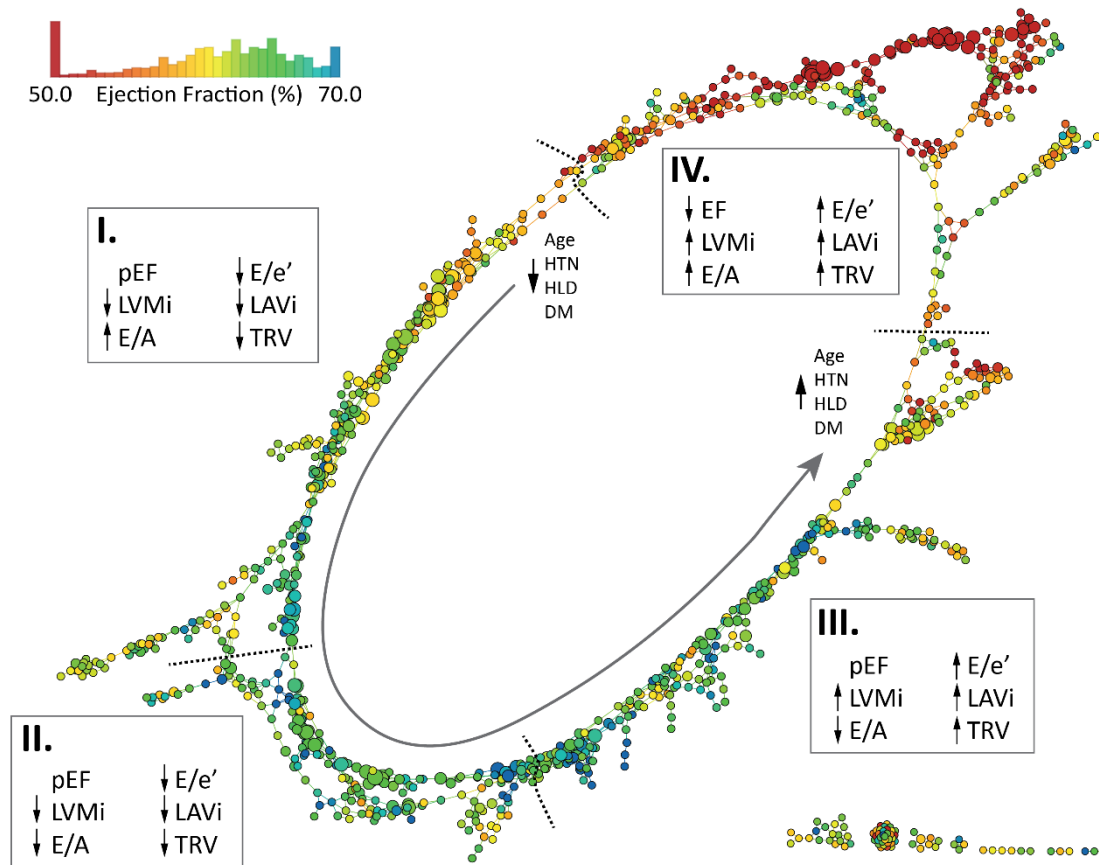 50.0 Ejection Fraction (%) 70.0
I.
pEF ↓ E/e'
↓ LVMi ↓ LAVi
↑ E/A ↓ TRV
IV.
↓ EF ↑ E/e'
↑ LVMi ↑ LAVi
↑ E/A ↑ TRV
Age
HTN
HLD
DM
Age
HTN
HLD
DM
III.
pEF ↑ E/e'
↑ LVMi ↑ LAVi
↓ E/A ↑ TRV
II.
pEF ↓ E/e'
↓ LVMi ↓ LAVi
↓ E/A ↓ TRV